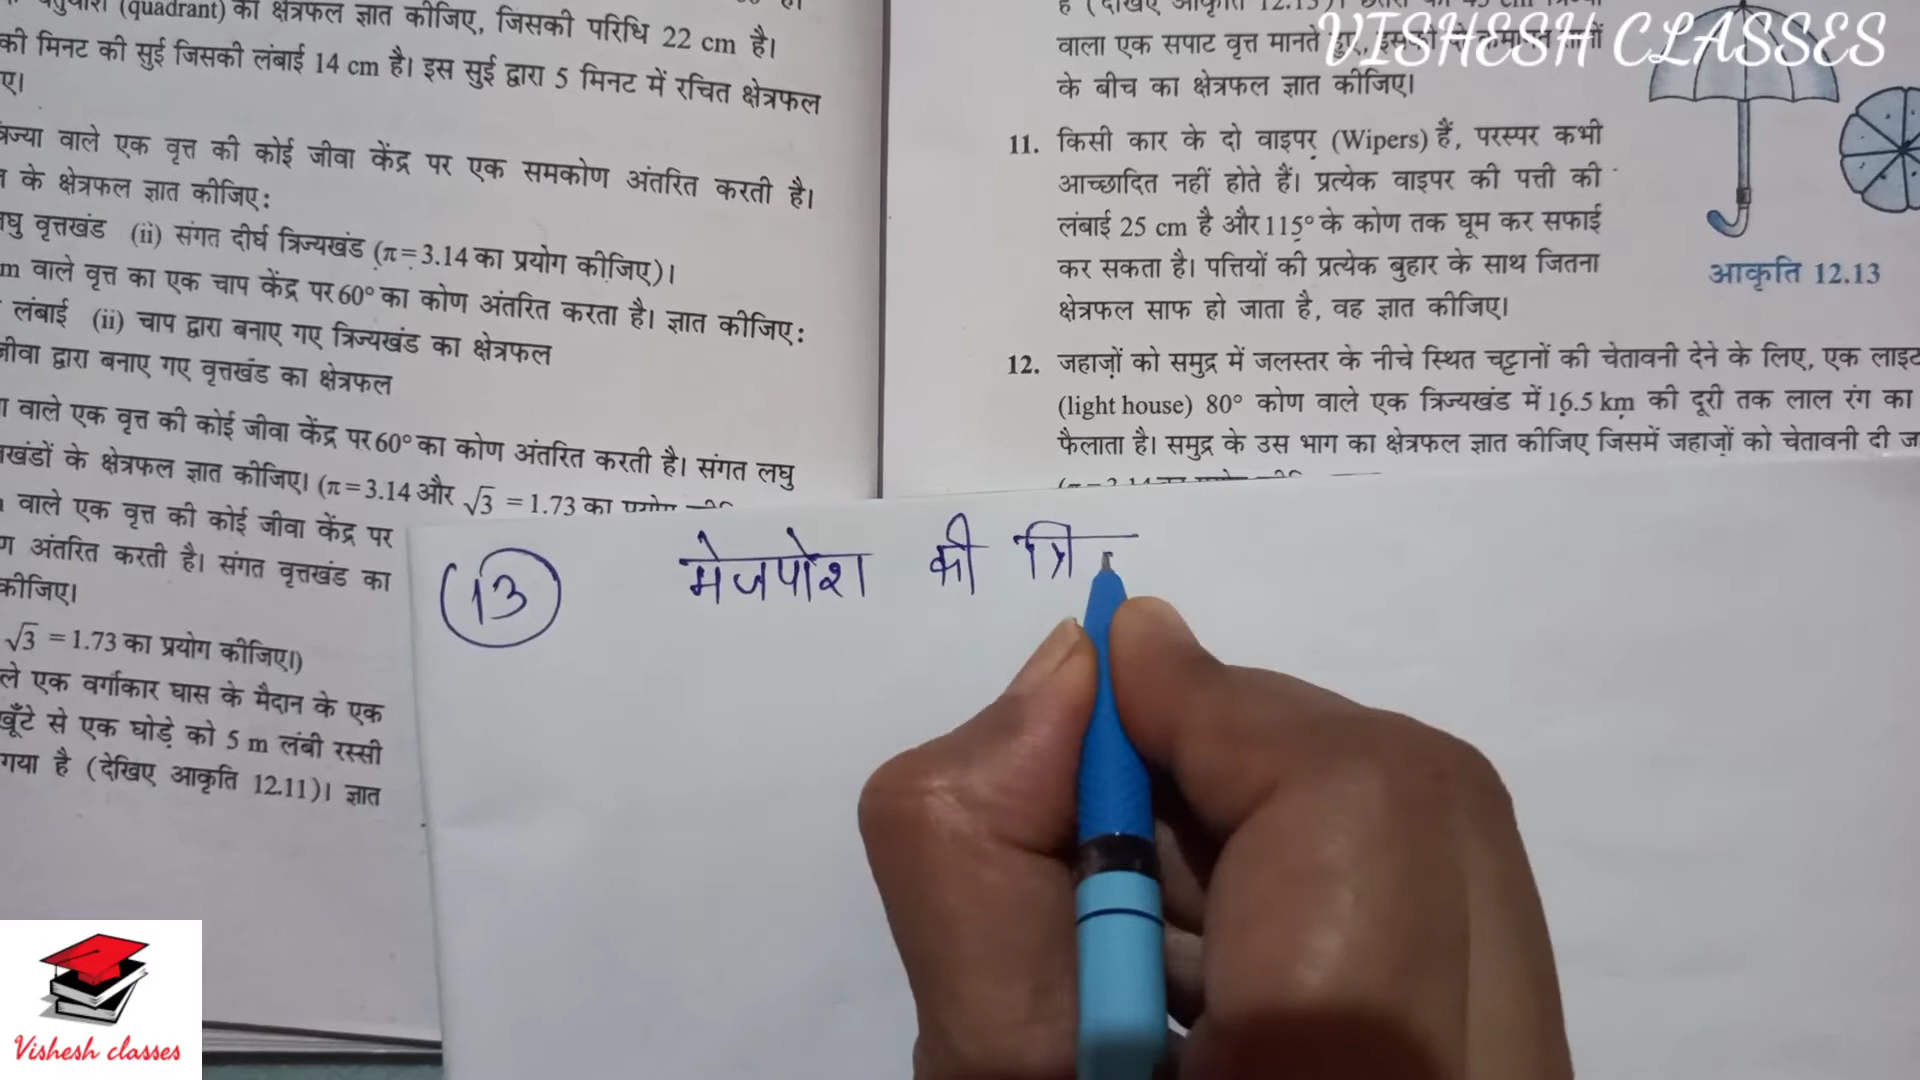 (quadrant) का क्षेत्रफल ज्ञात कीजिए, जिसकी परिधि 22 cm है।
की मिनट की सुई जिसकी लंबाई 14 cm है। इस सुई द्वारा 5 मिनट में रचित क्षेत्रफल
ए।
वाले एक वृत्त की कोई जीवा केंद्र पर एक समकोण अंतरित करती है।
के क्षेत्रफल ज्ञात कीजिए:
वृत्तखंड (ii) संगत दीर्घ त्रिज्यखंड (π = 3.14 का प्रयोग कीजिए)।
m वाले वृत्त का एक चाप केंद्र पर 60° का कोण अंतरित करता है। ज्ञात कीजिए:
लंबाई (ii) चाप द्वारा बनाए गए त्रिज्यखंड का क्षेत्रफल
जीवा द्वारा बनाए गए वृत्तखंड का क्षेत्रफल
वाले एक वृत्त की कोई जीवा केंद्र पर 60° का कोण अंतरित करती है। संगत लघु
के क्षेत्रफल ज्ञात कीजिए। (π = 3.14 और √3 = 1.73 का
वाले एक वृत्त की कोई जीवा केंद्र पर
अंतरित करती है। संगत वृत्तखंड का
कीजिए।
√3 = 1.73 का प्रयोग कीजिए।)
एक वर्गाकार घास के मैदान के एक
खूँटे से एक घोड़े को 5 m लंबी रस्सी
गया है (देखिए आकृति 12.11)। ज्ञात
VISHESH CLASSES
वाला एक सपाट वृत्त मानते हुए,
के बीच का क्षेत्रफल ज्ञात कीजिए।
11. किसी कार के दो वाइपर (Wipers) हैं, परस्पर कभी
आच्छादित नहीं होते हैं। प्रत्येक वाइपर की पत्ती की
लंबाई 25 cm है और 115° के कोण तक घूम कर सफाई
कर सकता है। पत्तियों की प्रत्येक बुहार के साथ जितना
क्षेत्रफल साफ हो जाता है, वह ज्ञात कीजिए।
आकृति 12.13
12. जहाज़ों को समुद्र में जलस्तर के नीचे स्थित चट्टानों की चेतावनी देने के लिए, एक लाइट
(light house) 80° कोण वाले एक त्रिज्यखंड में 16.5 km की दूरी तक लाल रंग का
फैलाता है। समुद्र के उस भाग का क्षेत्रफल ज्ञात कीजिए जिसमें जहाज़ों को चेतावनी दी
13 मेजपोश की त्रि
Vishesh classes